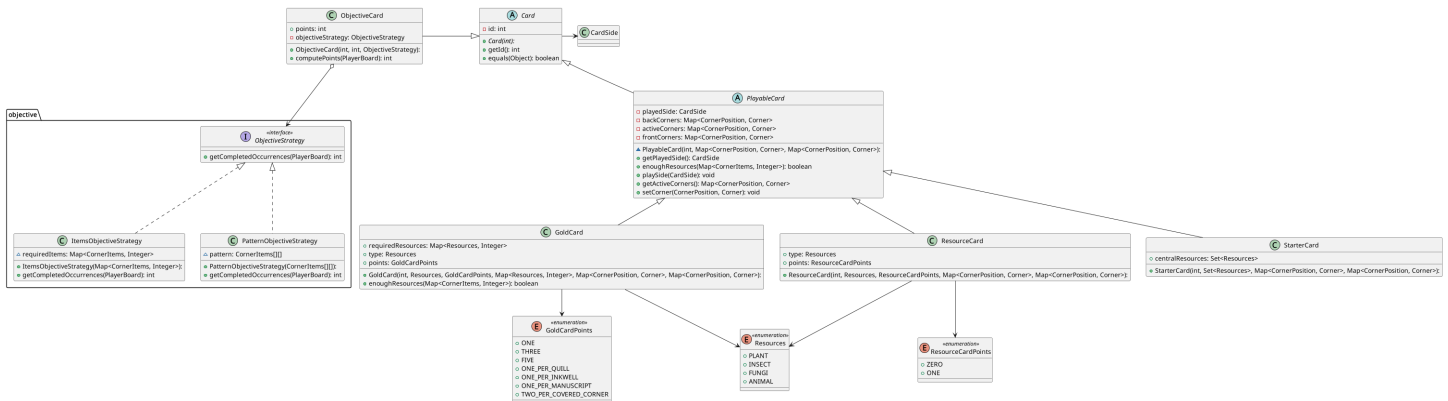 C ObjectiveCard
points: int
objectiveStrategy: ObjectiveStrategy
ObjectiveCard(int, int, ObjectiveStrategy):
computePoints(PlayerBoard): int
A Card
id: int
Card(int):
getId(): int
equals(Object): boolean
C CardSide
A PlayableCard
playedSide: CardSide
backCorners: Map<CornerPosition, Corner>
activeCorners: Map<CornerPosition, Corner>
frontCorners: Map<CornerPosition, Corner>
PlayableCard(int, Map<CornerPosition, Corner>, Map<CornerPosition, Corner>):
getPlayedSide(): CardSide
enoughResources(Map<CornerItems, Integer>): boolean
playSide(CardSide): void
getActiveCorners(): Map<CornerPosition, Corner>
setCorner(CornerPosition, Corner): void
objective
I «interface»
ObjectiveStrategy
getCompletedOccurrences(PlayerBoard): int
C ItemsObjectiveStrategy
requiredItems: Map<CornerItems, Integer>
ItemsObjectiveStrategy(Map<CornerItems, Integer>):
getCompletedOccurrences(PlayerBoard): int
C PatternObjectiveStrategy
pattern: CornerItems[][]
PatternObjectiveStrategy(CornerItems[][]):
getCompletedOccurrences(PlayerBoard): int
C GoldCard
requiredResources: Map<Resources, Integer>
type: Resources
points: GoldCardPoints
GoldCard(int, Resources, GoldCardPoints, Map<Resources, Integer>, Map<CornerPosition, Corner>, Map<CornerPosition, Corner>):
enoughResources(Map<CornerItems, Integer>): boolean
C ResourceCard
type: Resources
points: ResourceCardPoints
ResourceCard(int, Resources, ResourceCardPoints, Map<CornerPosition, Corner>, Map<CornerPosition, Corner>):
C StarterCard
centralResources: Set<Resources>
StarterCard(int, Set<Resources>, Map<CornerPosition, Corner>, Map<CornerPosition, Corner>):
E «enumeration»
GoldCardPoints
ONE
THREE
FIVE
ONE_PER_QUILL
ONE_PER_INKWELL
ONE_PER_MANUSCRIPT
TWO_PER_COVERED_CORNER
E «enumeration»
Resources
PLANT
INSECT
FUNGI
ANIMAL
E «enumeration»
ResourceCardPoints
ZERO
ONE